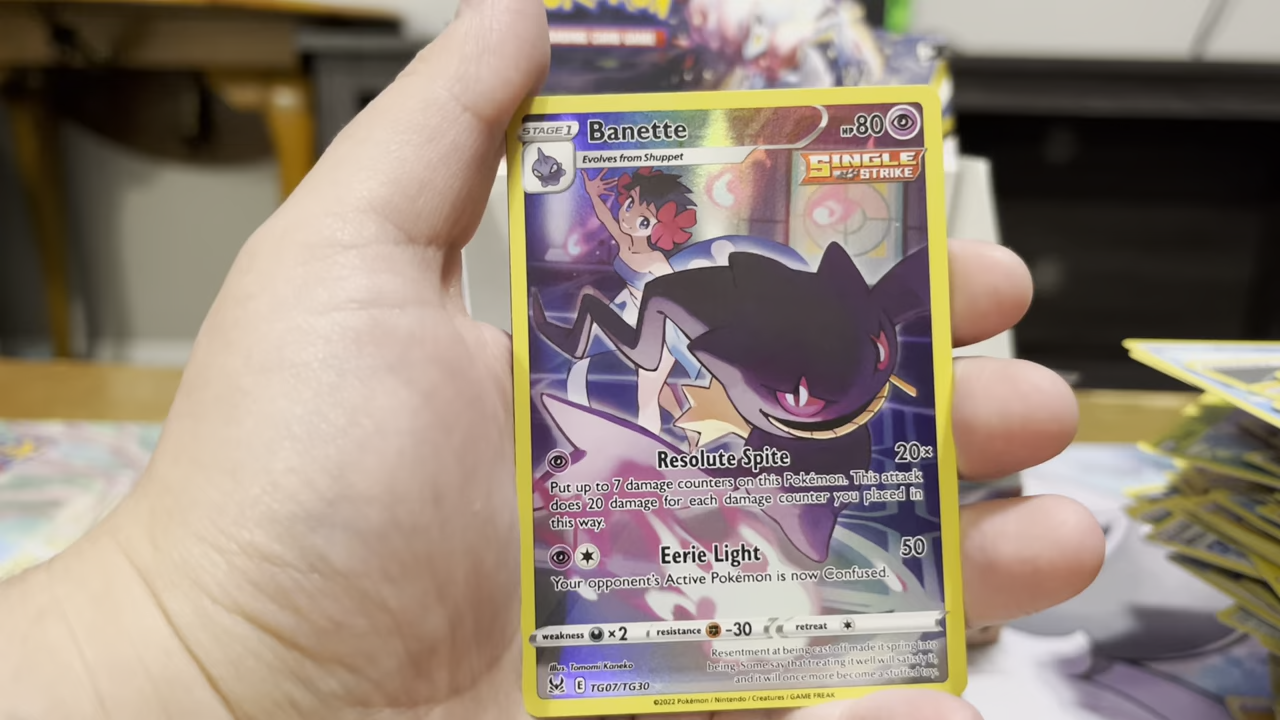 STAGE 1 Banette HP 80
Evolves from Shuppet
SINGLE
STRIKE
Resolute Spite 20×
Put up to 7 damage counters on this Pokémon. This attack
does 20 damage for each damage counter you placed in
this way.
Eerie Light 50
Your opponent's Active Pokémon is now Confused.
weakness ×2 resistance -30 retreat
Resentment at being cast off made it spring into
being. Some say that treating it well will satisfy it,
and it will once more become a stuffed toy.
Illus. Tomomi Kaneko
E TG07/TG30
©2022 Pokémon / Nintendo / Creatures / GAME FREAK